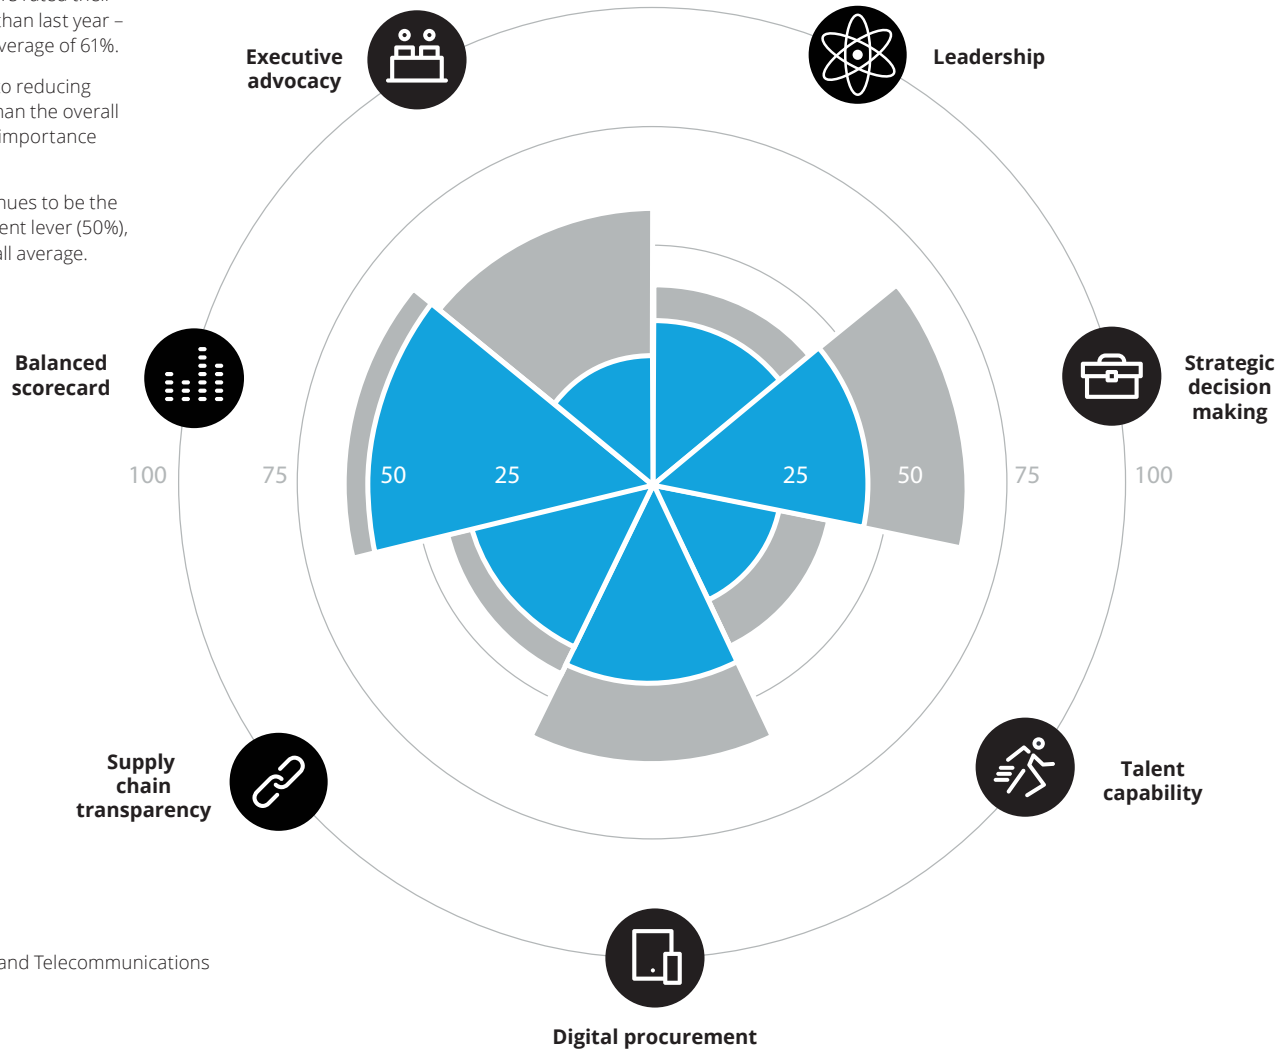 than last year –
verage of 61%.
o reducing
han the overall
importance
nues to be the
ent lever (50%),
all average.
Executive
advocacy
Leadership
Balanced
scorecard
Strategic
decision
making
100
75
50
25
25
50
75
100
Supply
chain
transparency
Talent
capability
and Telecommunications
Digital procurement